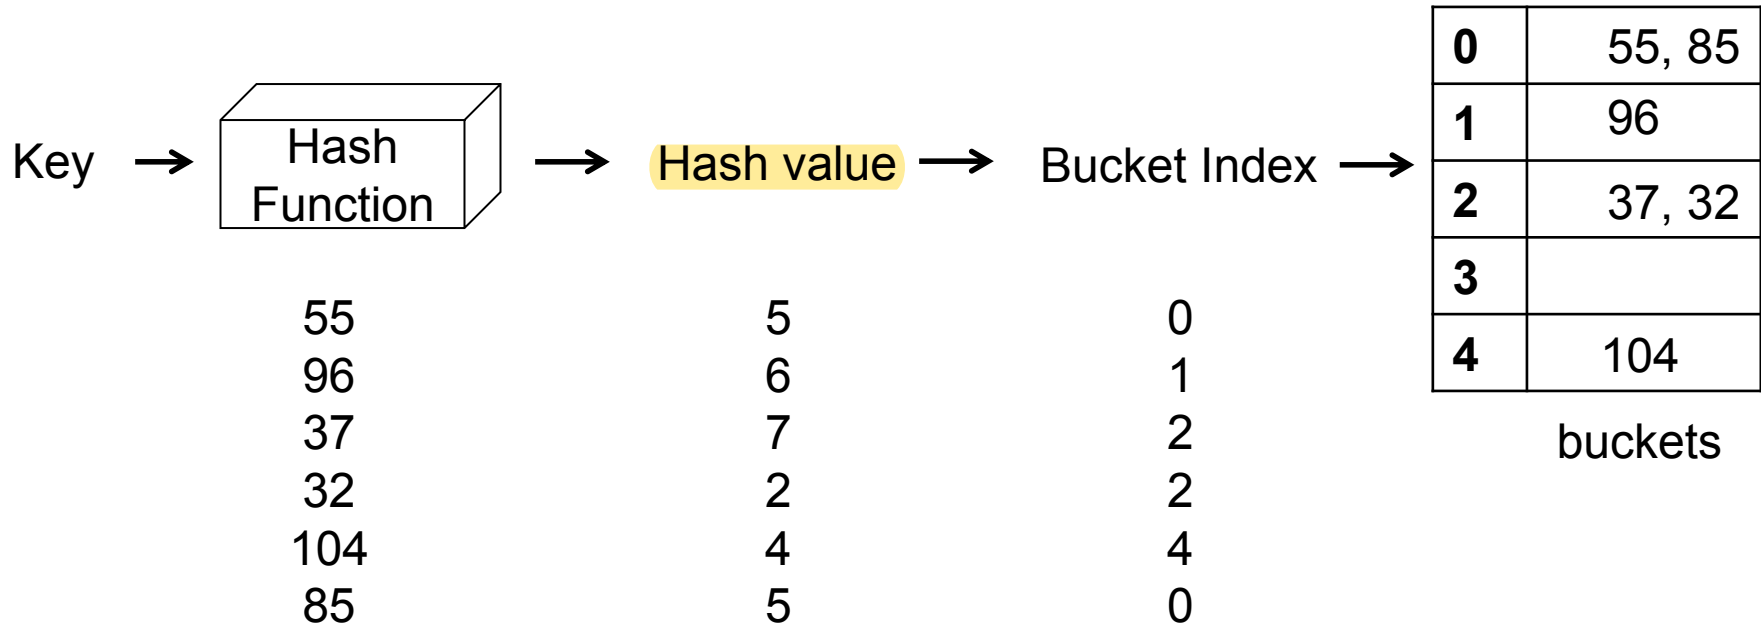 Key
Hash
Function
Hash value
Bucket Index
0 55, 85
1 96
2 37, 32
3
4 104
buckets
55 5 0
96 6 1
37 7 2
32 2 2
104 4 4
85 5 0